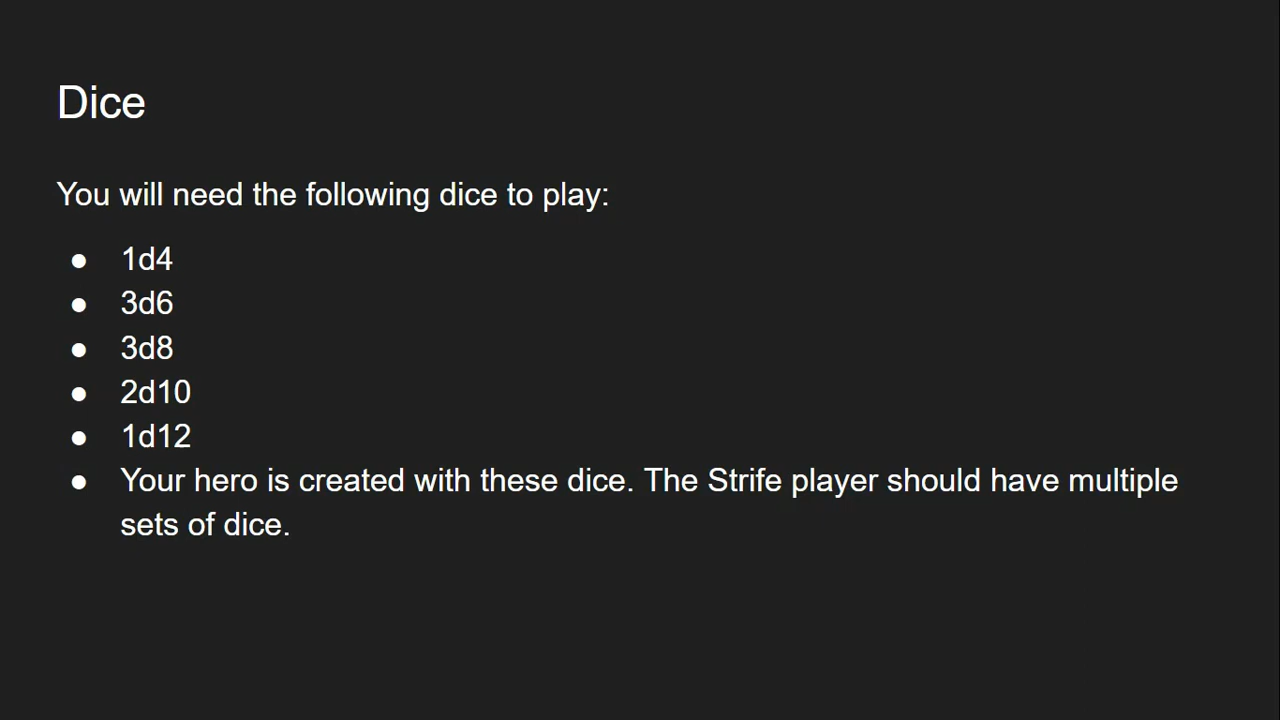 Dice
You will need the following dice to play:
● 1d4
● 3d6
● 3d8
● 2d10
● 1d12
● Your hero is created with these dice. The Strife player should have multiple
sets of dice.